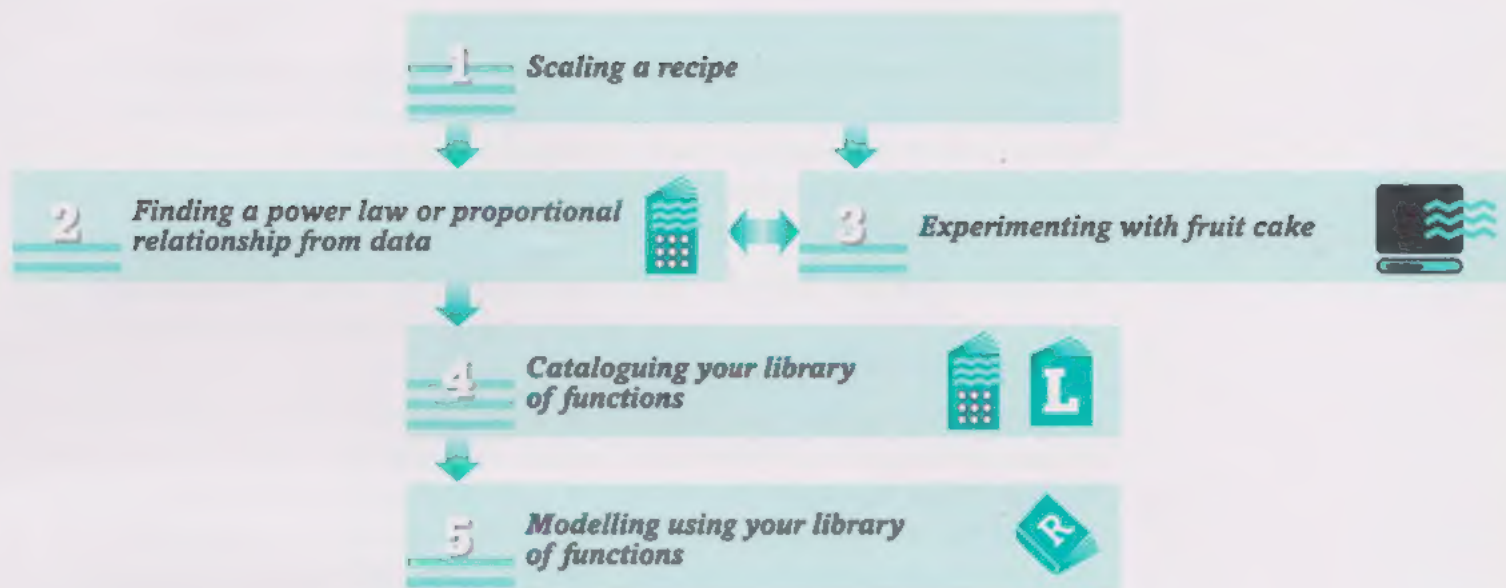 1 Scaling a recipe
2 Finding a power law or proportional
relationship from data
3 Experimenting with fruit cake
4 Cataloguing your library
of functions
L
5 Modelling using your library
of functions
R